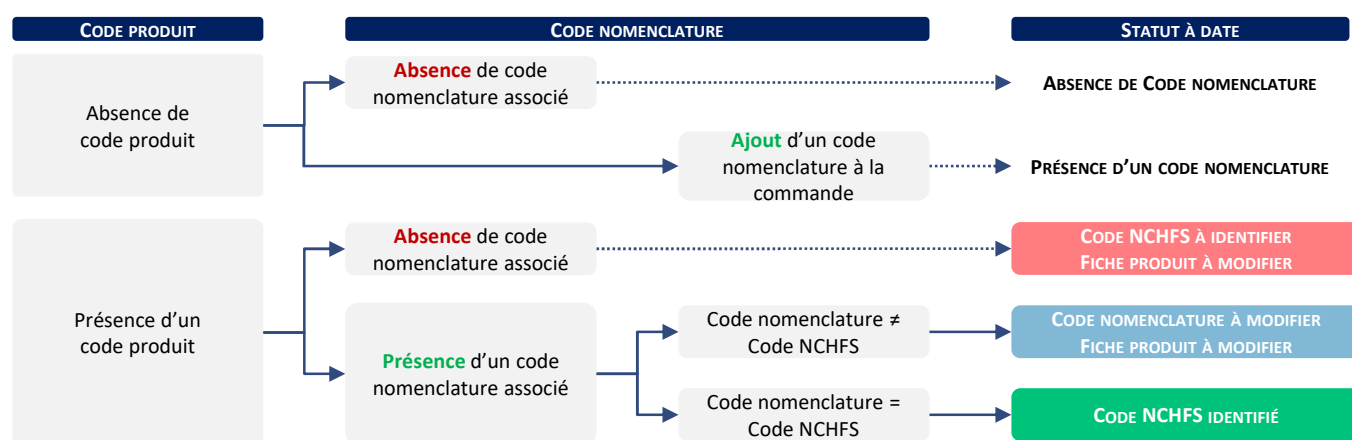 CODE PRODUIT
CODE NOMENCLATURE
STATUT À DATE
Absence de
code produit
Absence de code
nomenclature associé
ABSENCE DE CODE NOMENCLATURE
Ajout d’un code
nomenclature à la
commande
PRÉSENCE D’UN CODE NOMENCLATURE
Présence d’un
code produit
Absence de code
nomenclature associé
CODE NCHFS À IDENTIFIER
FICHE PRODUIT À MODIFIER
Présence d’un code
nomenclature associé
Code nomenclature ≠
Code NCHFS
CODE NOMENCLATURE À MODIFIER
FICHE PRODUIT À MODIFIER
Code nomenclature =
Code NCHFS
CODE NCHFS IDENTIFIÉ